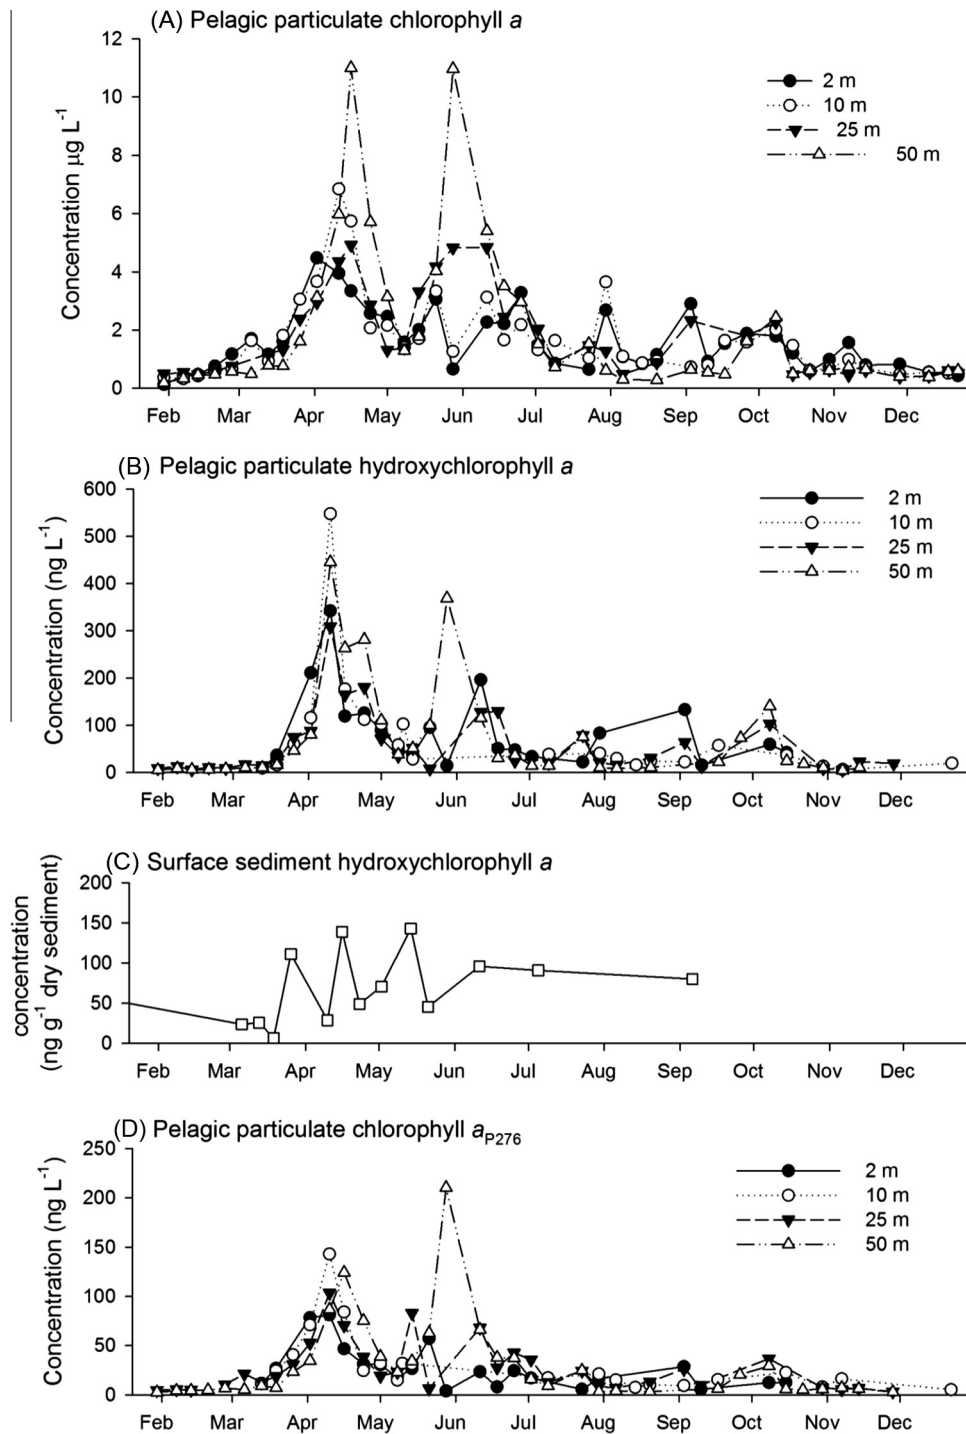 (A) Pelagic particulate chlorophyll a
Concentration µg L-1
12
10
8
6
4
2
0
2 m
10 m
25 m
50 m
Feb Mar Apr May Jun Jul Aug Sep Oct Nov Dec
(B) Pelagic particulate hydroxychlorophyll a
Concentration (ng L-1)
600
500
400
300
200
100
0
2 m
10 m
25 m
50 m
Feb Mar Apr May Jun Jul Aug Sep Oct Nov Dec
(C) Surface sediment hydroxychlorophyll a
concentration
(ng g-1 dry sediment)
200
150
100
50
0
Feb Mar Apr May Jun Jul Aug Sep Oct Nov Dec
(D) Pelagic particulate chlorophyll aP276
Concentration (ng L-1)
250
200
150
100
50
0
2 m
10 m
25 m
50 m
Feb Mar Apr May Jun Jul Aug Sep Oct Nov Dec